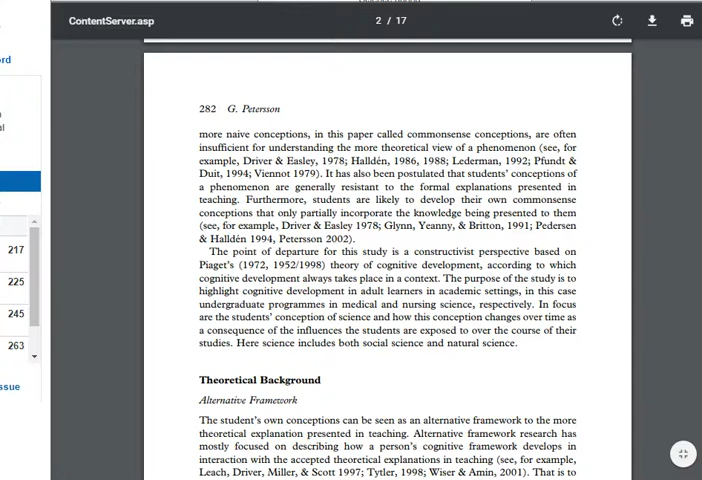 ContentServer.asp
2 / 17
ord
al
217
225
245
263
ssue
282 G. Petersson
more naive conceptions, in this paper called commonsense conceptions, are often
insufficient for understanding the more theoretical view of a phenomenon (see, for
example, Driver & Easley, 1978; Halldén, 1986, 1988; Lederman, 1992; Pfundt &
Duit, 1994; Viennot 1979). It has also been postulated that students' conceptions of
a phenomenon are generally resistant to the formal explanations presented in
teaching. Furthermore, students are likely to develop their own commonsense
conceptions that only partially incorporate the knowledge being presented to them
(see, for example, Driver & Easley 1978; Glynn, Yeanny, & Britton, 1991; Pedersen
& Halldén 1994, Petersson 2002).
The point of departure for this study is a constructivist perspective based on
Piaget's (1972, 1952/1998) theory of cognitive development, according to which
cognitive development always takes place in a context. The purpose of the study is to
highlight cognitive development in adult learners in academic settings, in this case
undergraduate programmes in medical and nursing science, respectively. In focus
are the students' conception of science and how this conception changes over time as
a consequence of the influences the students are exposed to over the course of their
studies. Here science includes both social science and natural science.
Theoretical Background
Alternative Framework
The student's own conceptions can be seen as an alternative framework to the more
theoretical explanation presented in teaching. Alternative framework research has
mostly focused on describing how a person's cognitive framework develops in
interaction with the accepted theoretical explanations in teaching (see, for example,
Leach, Driver, Miller, & Scott 1997; Tytler, 1998; Wiser & Amin, 2001). That is to